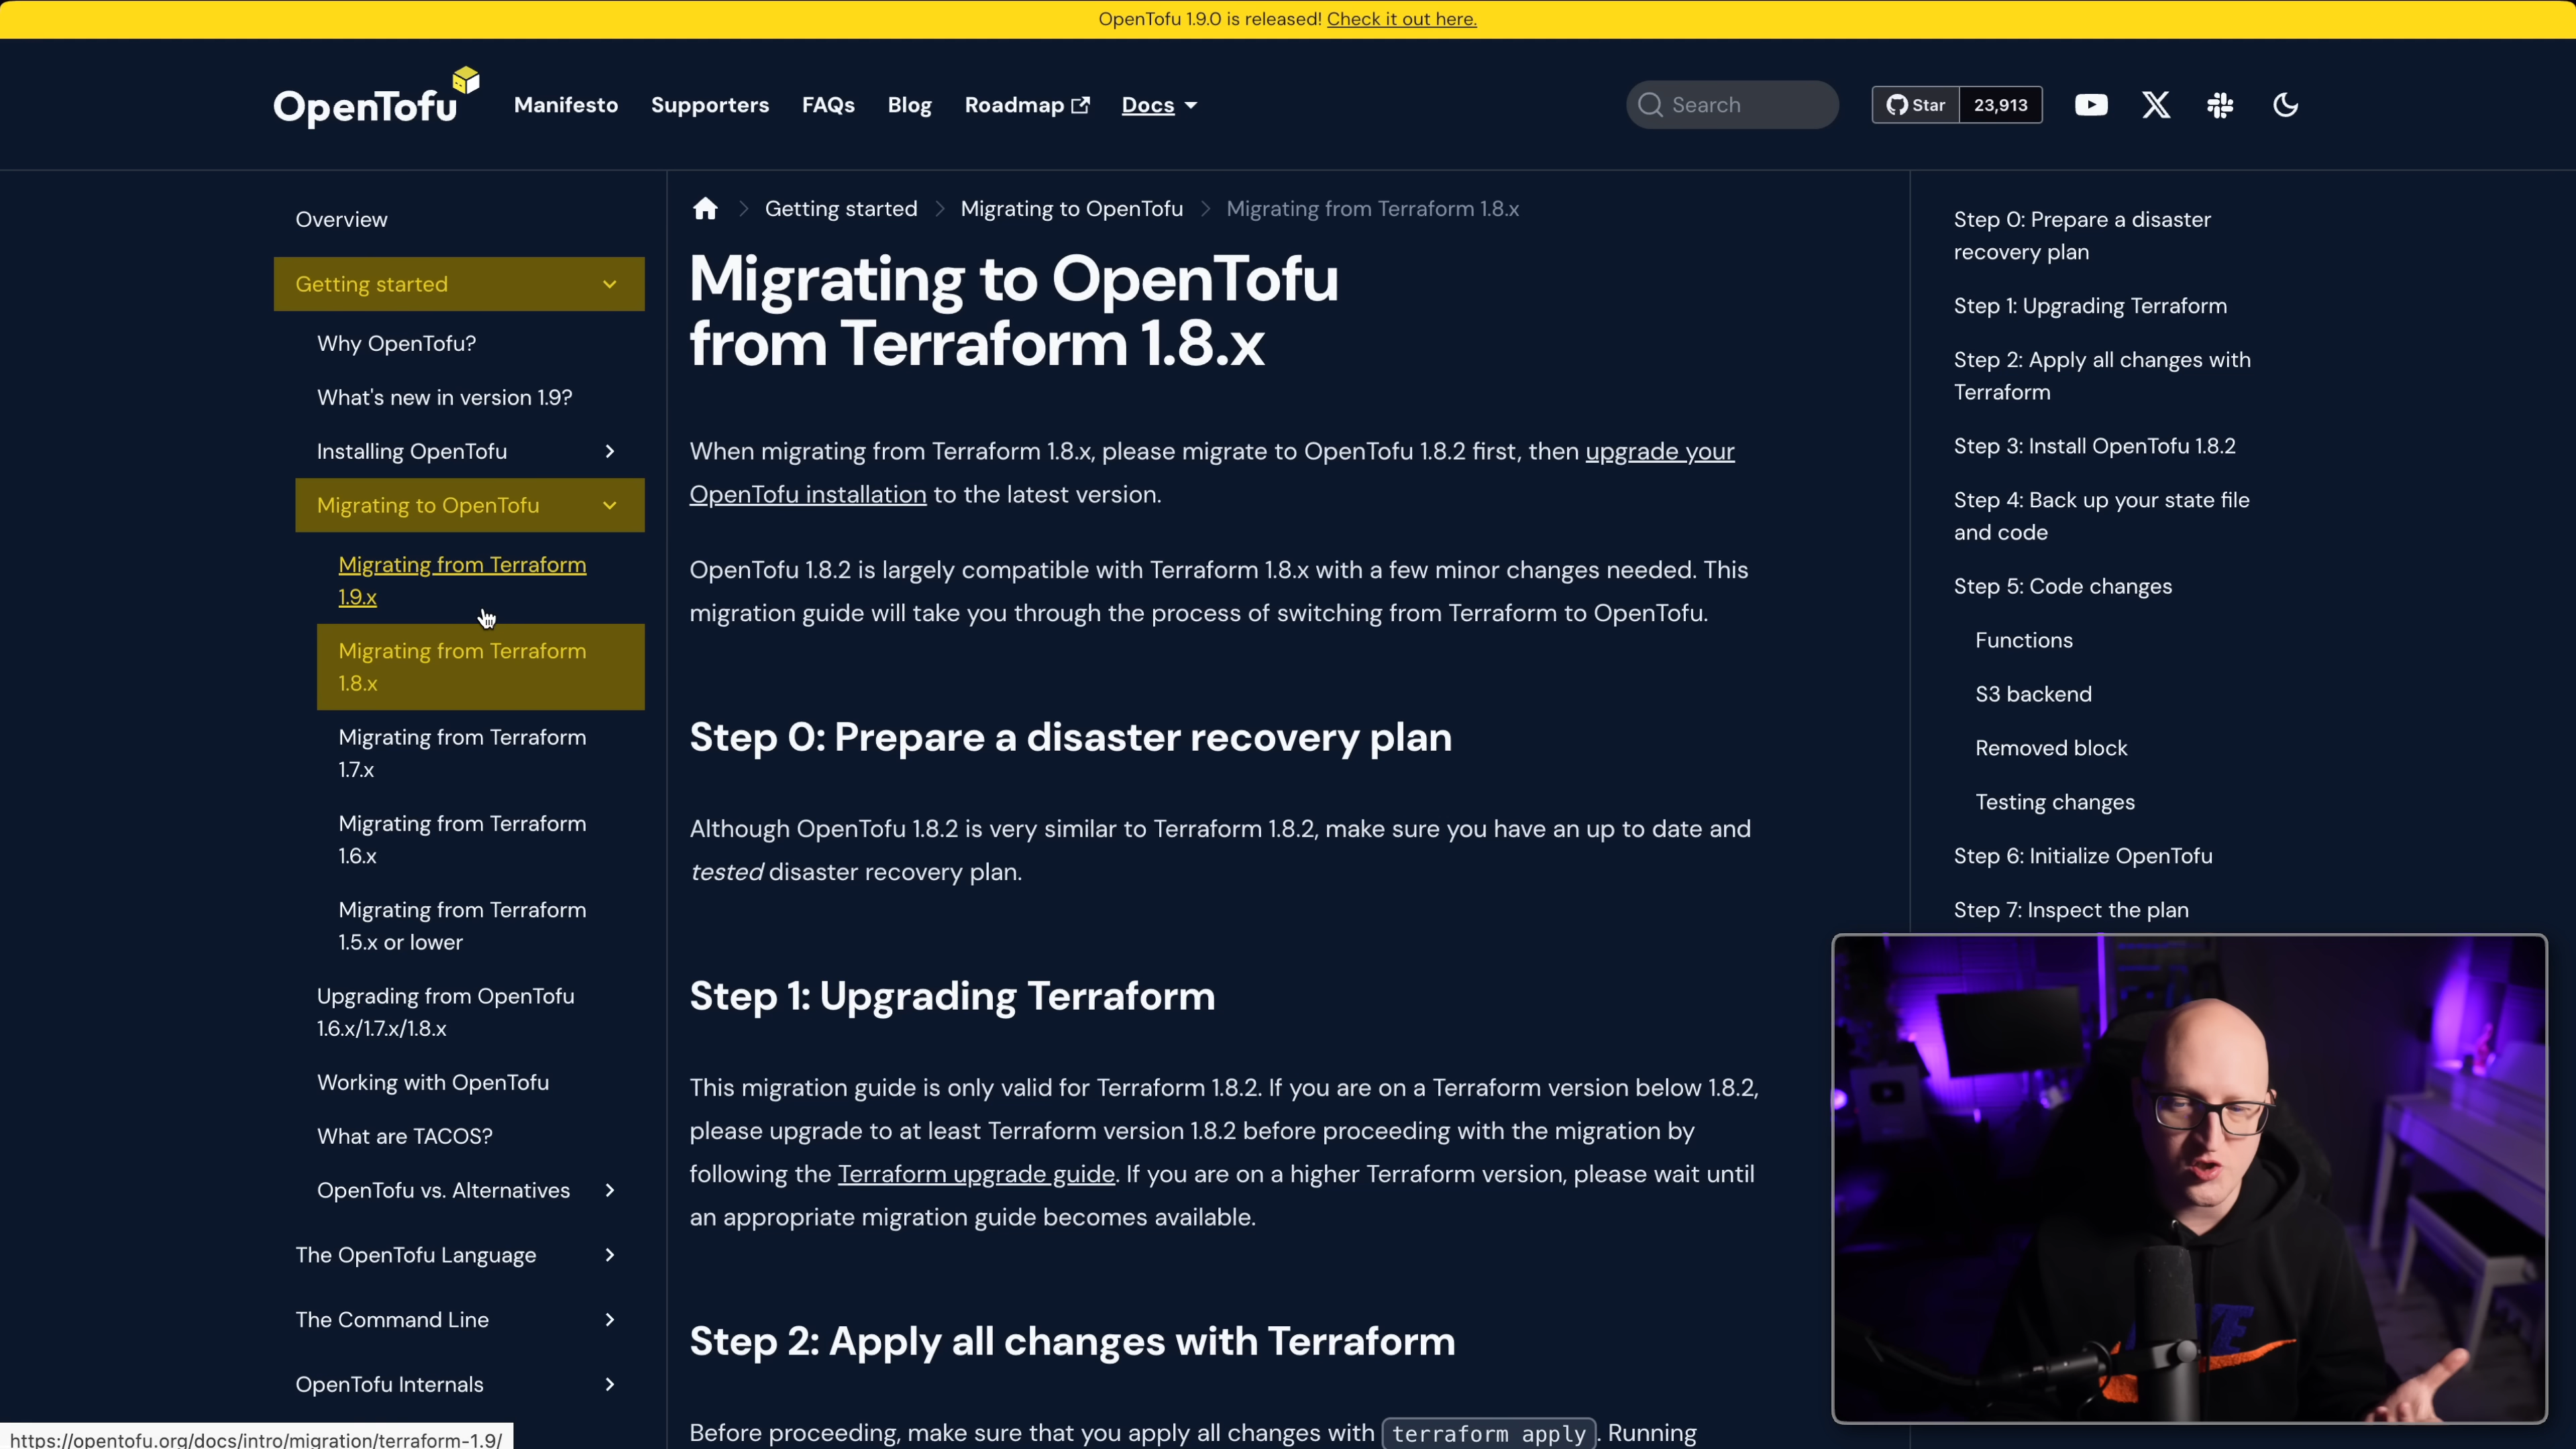 OpenTofu 1.9.0 is released! Check it out here.
OpenTofu
Manifesto
Supporters
FAQs
Blog
Roadmap
Docs
Search
Star
23,913
Overview
Getting started
Why OpenTofu?
What's new in version 1.9?
Installing OpenTofu
Migrating to OpenTofu
Migrating from Terraform
1.9.x
Migrating from Terraform
1.8.x
Migrating from Terraform
1.7.x
Migrating from Terraform
1.6.x
Migrating from Terraform
1.5.x or lower
Upgrading from OpenTofu
1.6.x/1.7.x/1.8.x
Working with OpenTofu
What are TACOS?
OpenTofu vs. Alternatives
The OpenTofu Language
The Command Line
OpenTofu Internals
https://opentofu.org/docs/intro/migration/terraform-1.9/
Getting started
Migrating to OpenTofu
Migrating from Terraform 1.8.x
Migrating to OpenTofu
from Terraform 1.8.x
When migrating from Terraform 1.8.x, please migrate to OpenTofu 1.8.2 first, then upgrade your
OpenTofu installation to the latest version.
OpenTofu 1.8.2 is largely compatible with Terraform 1.8.x with a few minor changes needed. This
migration guide will take you through the process of switching from Terraform to OpenTofu.
Step 0: Prepare a disaster recovery plan
Although OpenTofu 1.8.2 is very similar to Terraform 1.8.2, make sure you have an up to date and
tested disaster recovery plan.
Step 1: Upgrading Terraform
This migration guide is only valid for Terraform 1.8.2. If you are on a Terraform version below 1.8.2,
please upgrade to at least Terraform version 1.8.2 before proceeding with the migration by
following the Terraform upgrade guide. If you are on a higher Terraform version, please wait until
an appropriate migration guide becomes available.
Step 2: Apply all changes with Terraform
Before proceeding, make sure that you apply all changes with terraform apply. Running
Step 0: Prepare a disaster
recovery plan
Step 1: Upgrading Terraform
Step 2: Apply all changes with
Terraform
Step 3: Install OpenTofu 1.8.2
Step 4: Back up your state file
and code
Step 5: Code changes
Functions
S3 backend
Removed block
Testing changes
Step 6: Initialize OpenTofu
Step 7: Inspect the plan